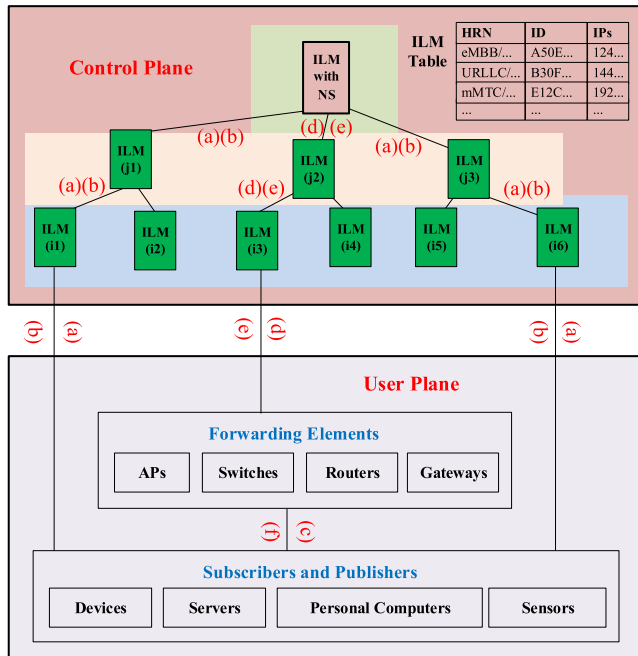 Control Plane
ILM
with
NS
ILM
Table
HRN ID IPs
eMBB/... A50E... 124...
URLLC/... B30F... 144...
mMTC/... E12C... 192...
... ... ...
(a)(b)
(d) (e)
(a)(b)
ILM
(j1)
ILM
(j2)
ILM
(j3)
(a)(b)
(d)(e)
(a)(b)
ILM
(i1)
ILM
(i2)
ILM
(i3)
ILM
(i4)
ILM
(i5)
ILM
(i6)
(b) (a)
(e) (d)
(b) (a)
User Plane
Forwarding Elements
APs Switches Routers Gateways
(f) (c)
Subscribers and Publishers
Devices Servers Personal Computers Sensors